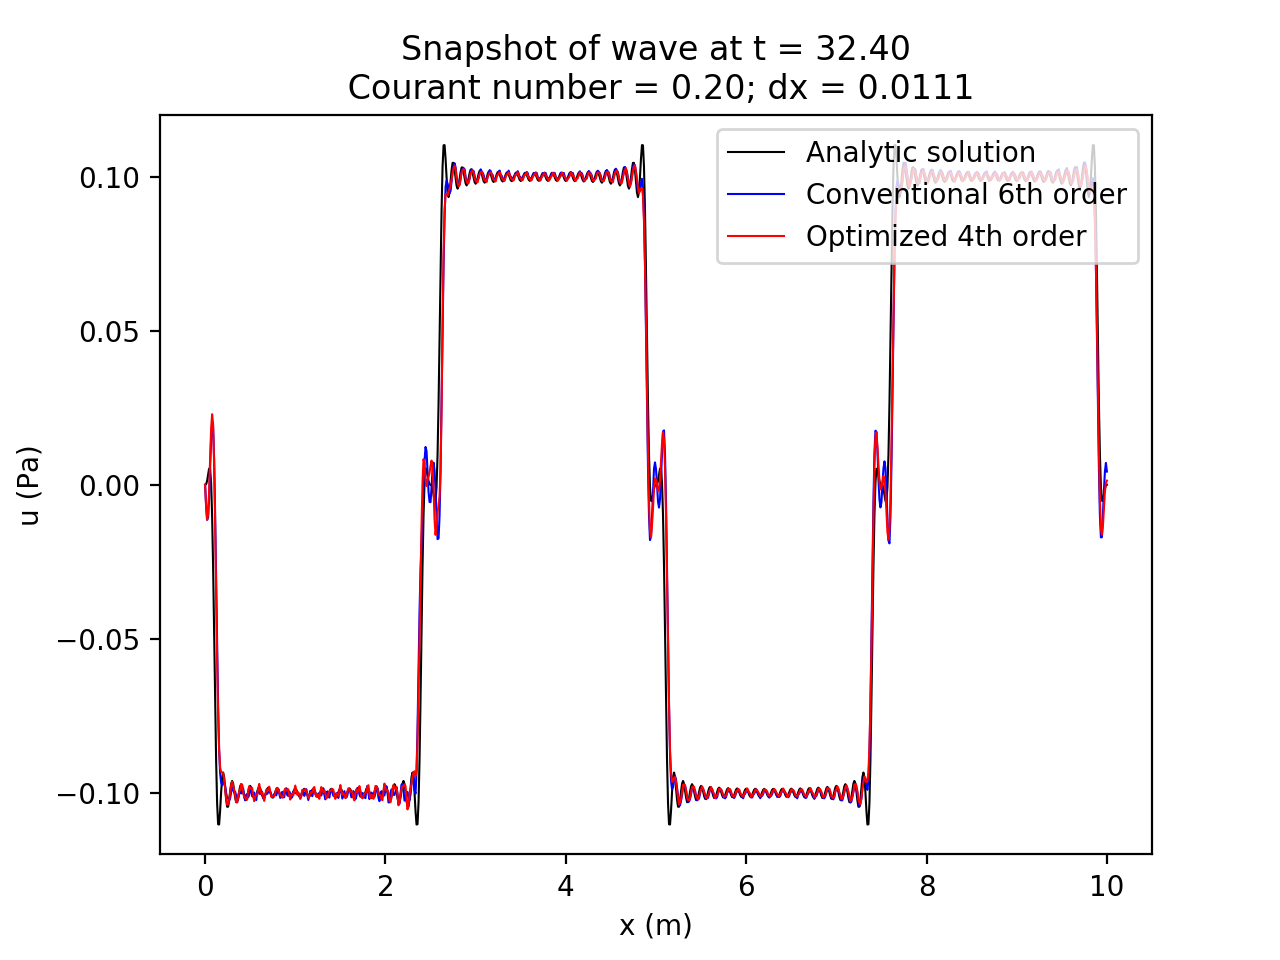 Snapshot of wave at t = 32.40
Courant number = 0.20; dx = 0.0111
Analytic solution
Conventional 6th order
Optimized 4th order
u (Pa)
0.10
0.05
0.00
−0.05
−0.10
0 2 4 6 8 10
x (m)